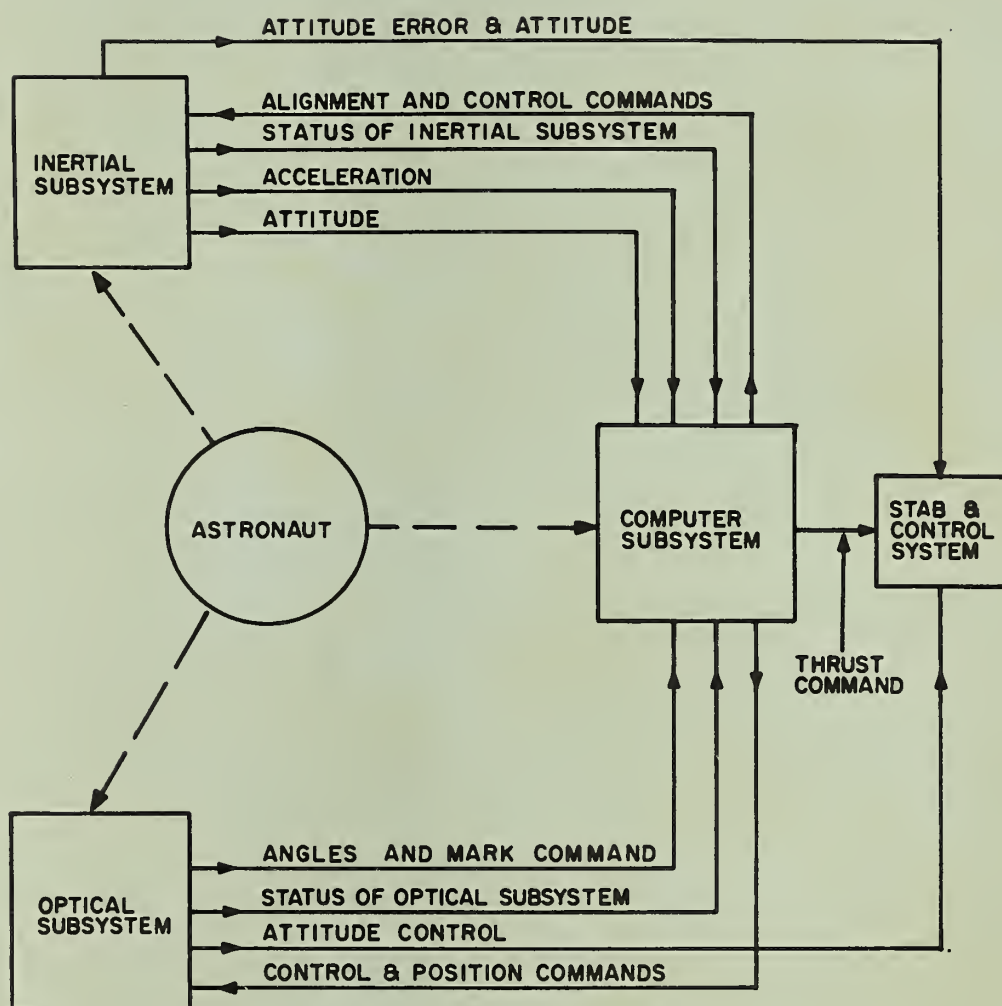 ATTITUDE ERROR & ATTITUDE
ALIGNMENT AND CONTROL COMMANDS
STATUS OF INERTIAL SUBSYSTEM
INERTIAL
SUBSYSTEM
ACCELERATION
ATTITUDE
ASTRONAUT
COMPUTER
SUBSYSTEM
STAB &
CONTROL
SYSTEM
THRUST
COMMAND
ANGLES AND MARK COMMAND
STATUS OF OPTICAL SUBSYSTEM
OPTICAL
SUBSYSTEM
ATTITUDE CONTROL
CONTROL & POSITION COMMANDS